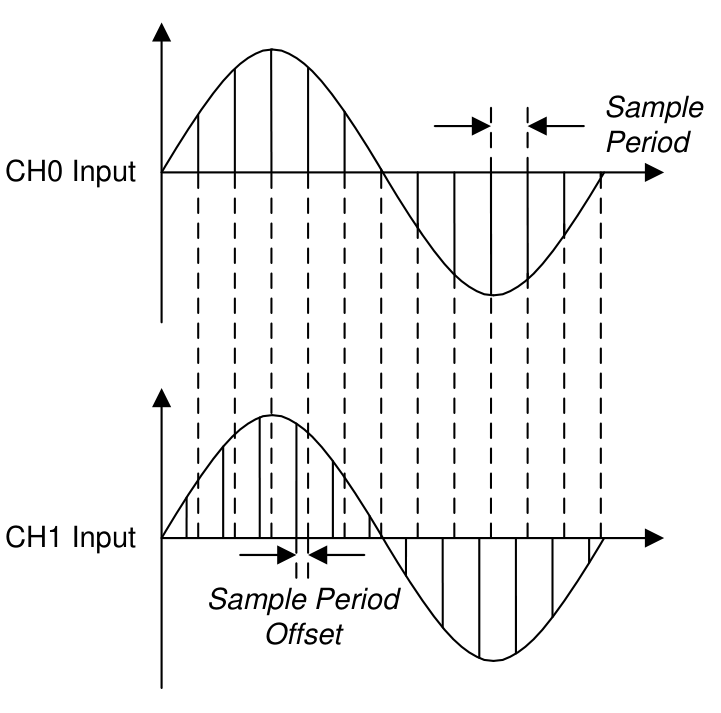 Sample
Period
CH0 Input
CH1 Input
Sample Period
Offset